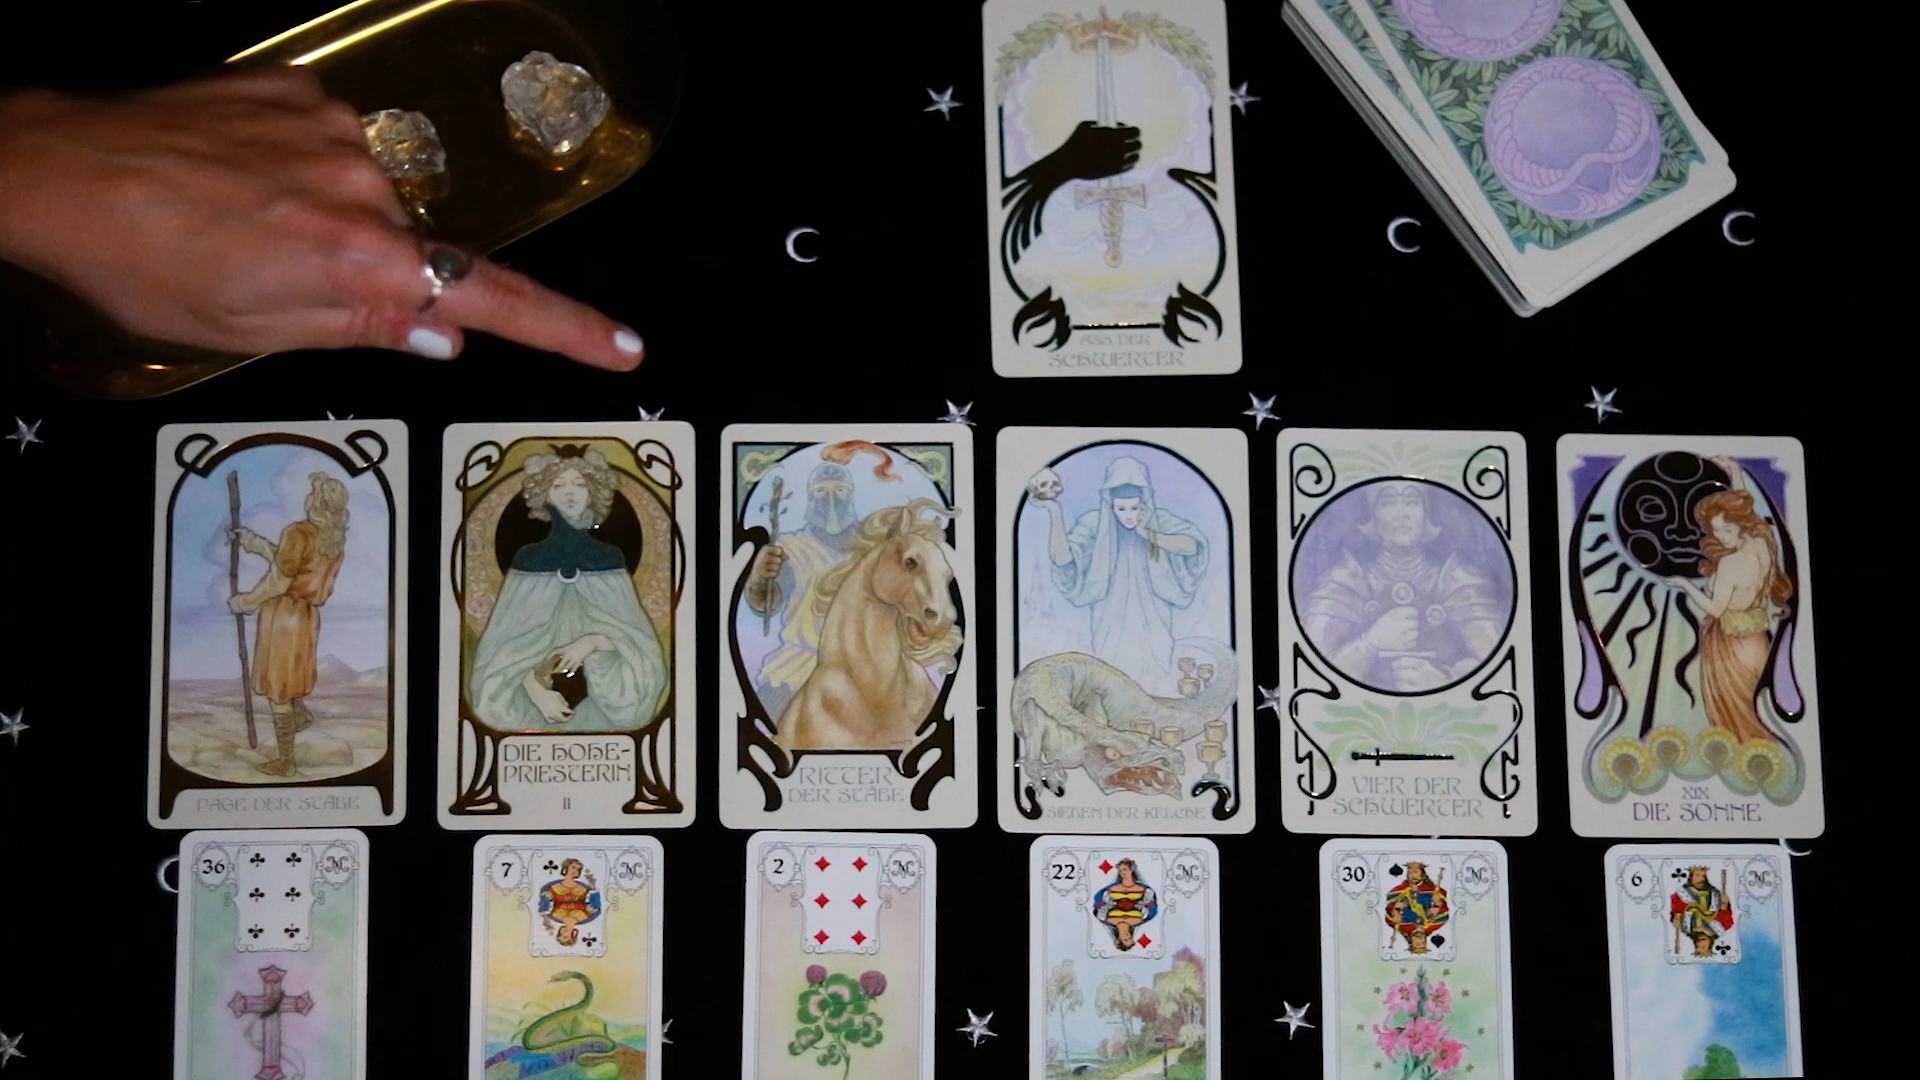 ASS DER
SCHWERTER
PAGE DER STÄBE
DIE HOHE-
PRIESTERIN
II
RITTER
DER STÄBE
SIEBEN DER KELCHE
VIER DER
SCHWERTER
XIX
DIE SONNE
36
7
2
22
30
6